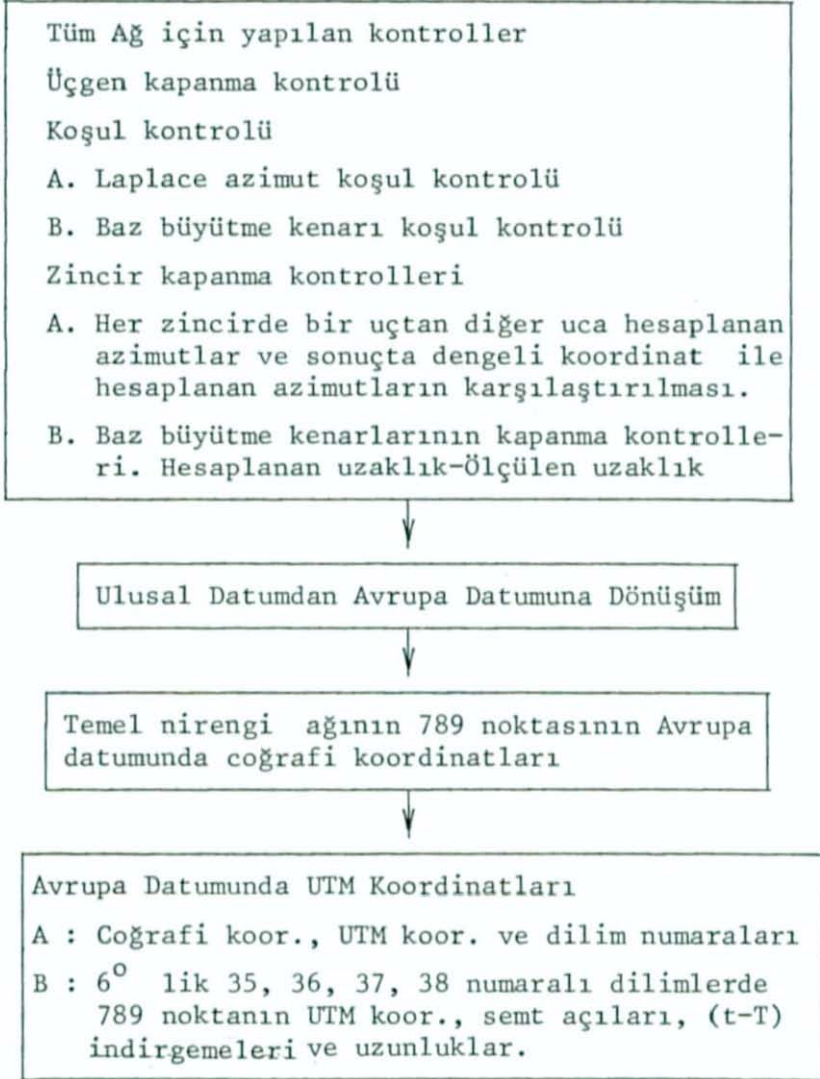 Tüm Ağ için yapılan kontroller
Üçgen kapanma kontrolü
Koşul kontrolü
A. Laplace azimut koşul kontrolü
B. Baz büyütme kenarı koşul kontrolü
Zincir kapanma kontrolleri
A. Her zincirde bir uçtan diğer uca hesaplanan
azimutlar ve sonuçta dengeli koordinat ile
hesaplanan azimutların karşılaştırılması.
B. Baz büyütme kenarlarının kapanma kontrolle-
ri. Hesaplanan uzaklık-Ölçülen uzaklık
Ulusal Datumdan Avrupa Datumuna Dönüşüm
Temel nirengi ağının 789 noktasının Avrupa
datumunda coğrafi koordinatları
Avrupa Datumunda UTM Koordinatları
A : Coğrafi koor., UTM koor. ve dilim numaraları
B : 6° lik 35, 36, 37, 38 numaralı dilimlerde
789 noktanın UTM koor., semt açıları, (t-T)
indirgemeleri ve uzunluklar.